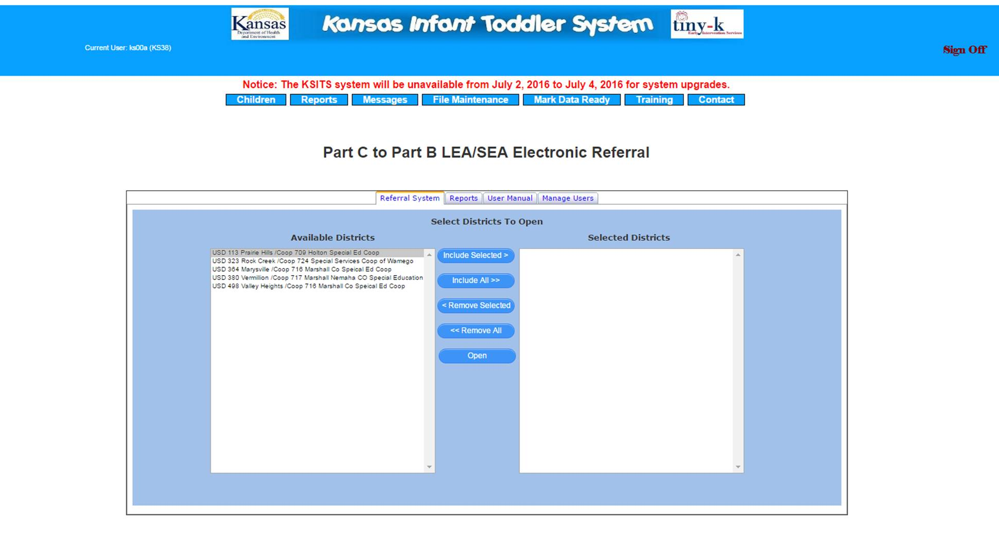 Kansas
Department of Health
and Environment
Kansas Infant Toddler System
tiny-k
Early Intervention Services
Current User: ks00a (KS38)
Sign Off
Notice: The KSITS system will be unavailable from July 2, 2016 to July 4, 2016 for system upgrades.
Children Reports Messages File Maintenance Mark Data Ready Training Contact
Part C to Part B LEA/SEA Electronic Referral
Referral System Reports User Manual Manage Users
Select Districts To Open
Available Districts
Selected Districts
USD 113 Prairie Hills /Coop 709 Holton Special Ed Coop
USD 323 Rock Creek /Coop 724 Special Services Coop of Wamego
USD 364 Marysville /Coop 716 Marshall Co Speical Ed Coop
USD 380 Vermillion /Coop 717 Marshall Nemaha CO Special Education
USD 498 Valley Heights /Coop 716 Marshall Co Speical Ed Coop
Include Selected >
Include All >>
< Remove Selected
<< Remove All
Open